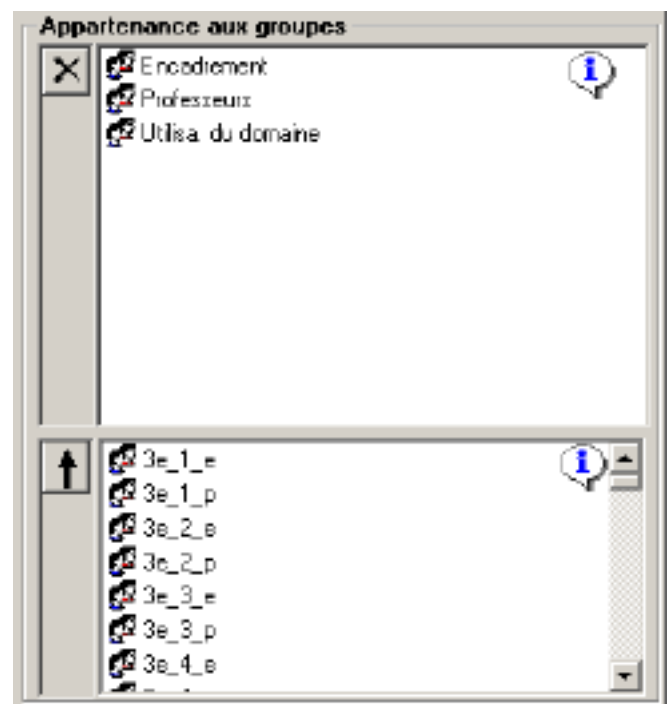 Appartenance aux groupes
Encadrement
Professeurs
Utilisa. du domaine
3e_1_e
3e_1_p
3e_2_e
3e_2_p
3e_3_e
3e_3_p
3e_4_e